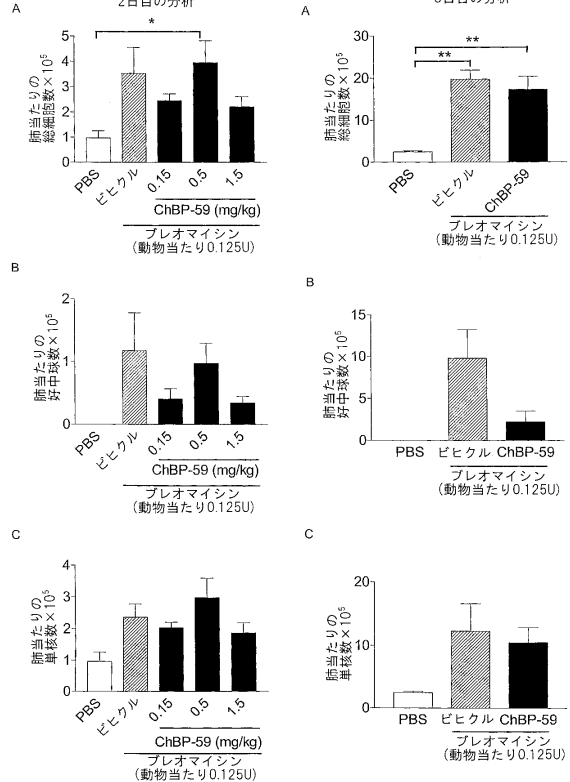 2日目の分析
A
*
肺当たりの
総細胞数×10⁵
5
4
3
2
1
0
PBS
ビヒクル
0.15
0.5
1.5
ChBP-59 (mg/kg)
ブレオマイシン
(動物当たり0.125U)
B
肺当たりの
好中球数×10⁵
2
1
0
PBS
ビヒクル
0.15
0.5
1.5
ChBP-59 (mg/kg)
ブレオマイシン
(動物当たり0.125U)
C
肺当たりの
単核数×10⁵
4
3
2
1
0
PBS
ビヒクル
0.15
0.5
1.5
ChBP-59 (mg/kg)
ブレオマイシン
(動物当たり0.125U)
日目の分析
A
**
**
肺当たりの
総細胞数×10⁵
30
20
10
0
PBS
ビヒクル
ChBP-59
ブレオマイシン
(動物当たり0.125U)
B
肺当たりの
好中球数×10⁵
15
10
5
0
PBS ビヒクル ChBP-59
ブレオマイシン
(動物当たり0.125U)
C
肺当たりの
単核数×10⁵
20
10
0
PBS ビヒクル ChBP-59
ブレオマイシン
(動物当たり0.125U)